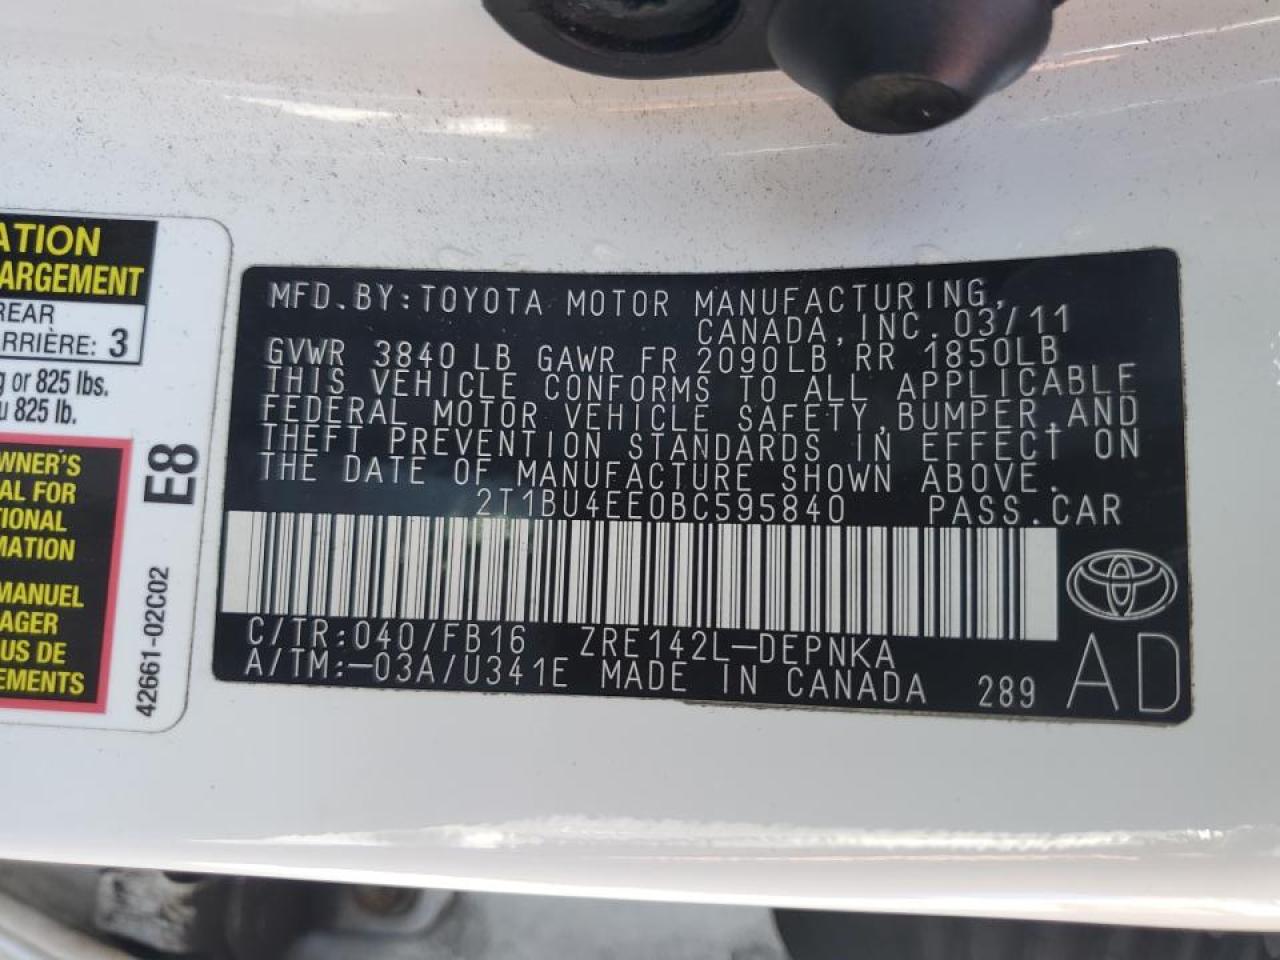 ATION
ARGEMENT
REAR
ARRIÈRE: 3
g or 825 lbs.
u 825 lb.
WNER'S
AL FOR
TIONAL
MATION
MANUEL
AGER
US DE
EMENTS
E8
42661-02C02
MFD.BY:TOYOTA MOTOR MANUFACTURING,
CANADA,INC.03/11
GVWR 3840LB GAWR FR 2090LB RR 1850LB
THIS VEHICLE CONFORMS TO ALL APPLICABLE
FEDERAL MOTOR VEHICLE SAFETY,BUMPER,AND
THEFT PREVENTION STANDARDS IN EFFECT ON
THE DATE OF MANUFACTURE SHOWN ABOVE.
2T1BU4EE0BC595840 PASS.CAR
C/TR:040/FB16 ZRE142L-DEPNKA
A/TM:-03A/U341E MADE IN CANADA 289
AD